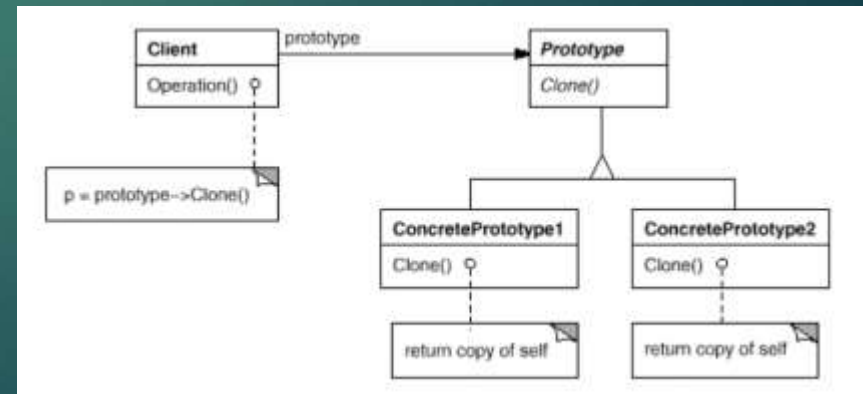 Client
prototype
Prototype
Operation()
Clone()
p = prototype->Clone()
ConcretePrototype1
ConcretePrototype2
Clone()
Clone()
return copy of self
return copy of self